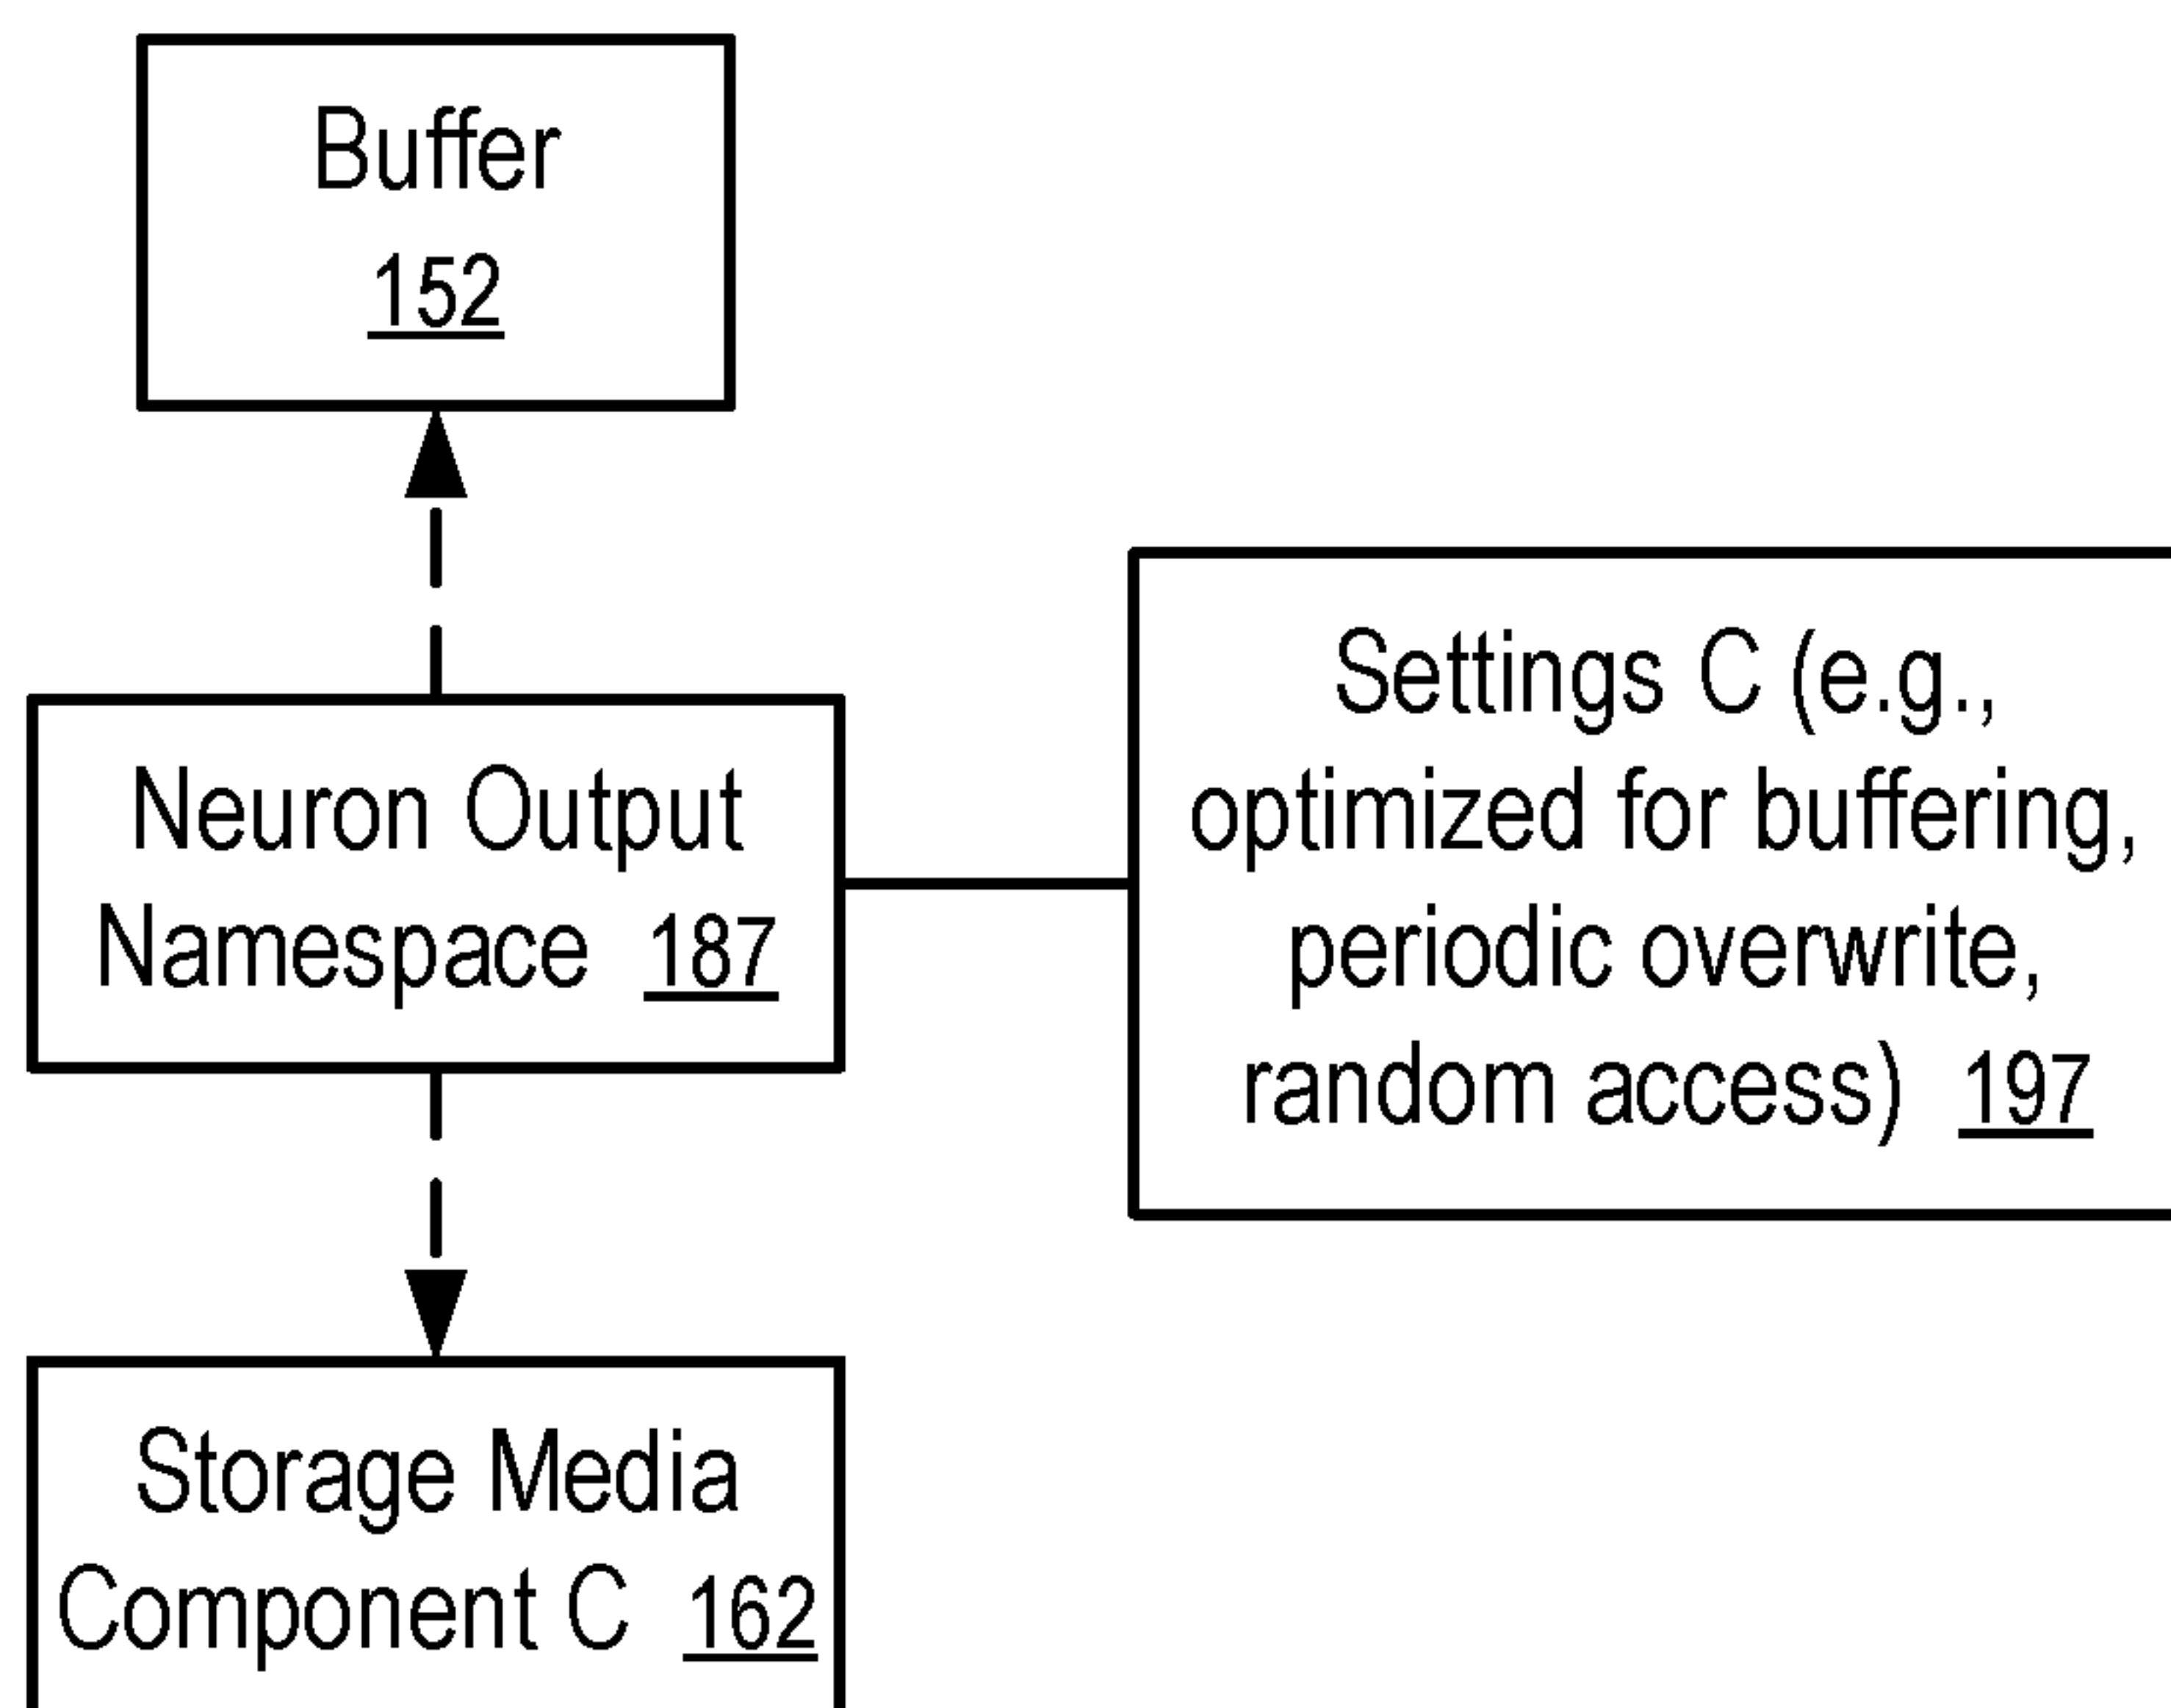 Buffer
152
Neuron Output
Namespace 187
Settings C (e.g.,
optimized for buffering,
periodic overwrite,
random access) 197
Storage Media
Component C 162